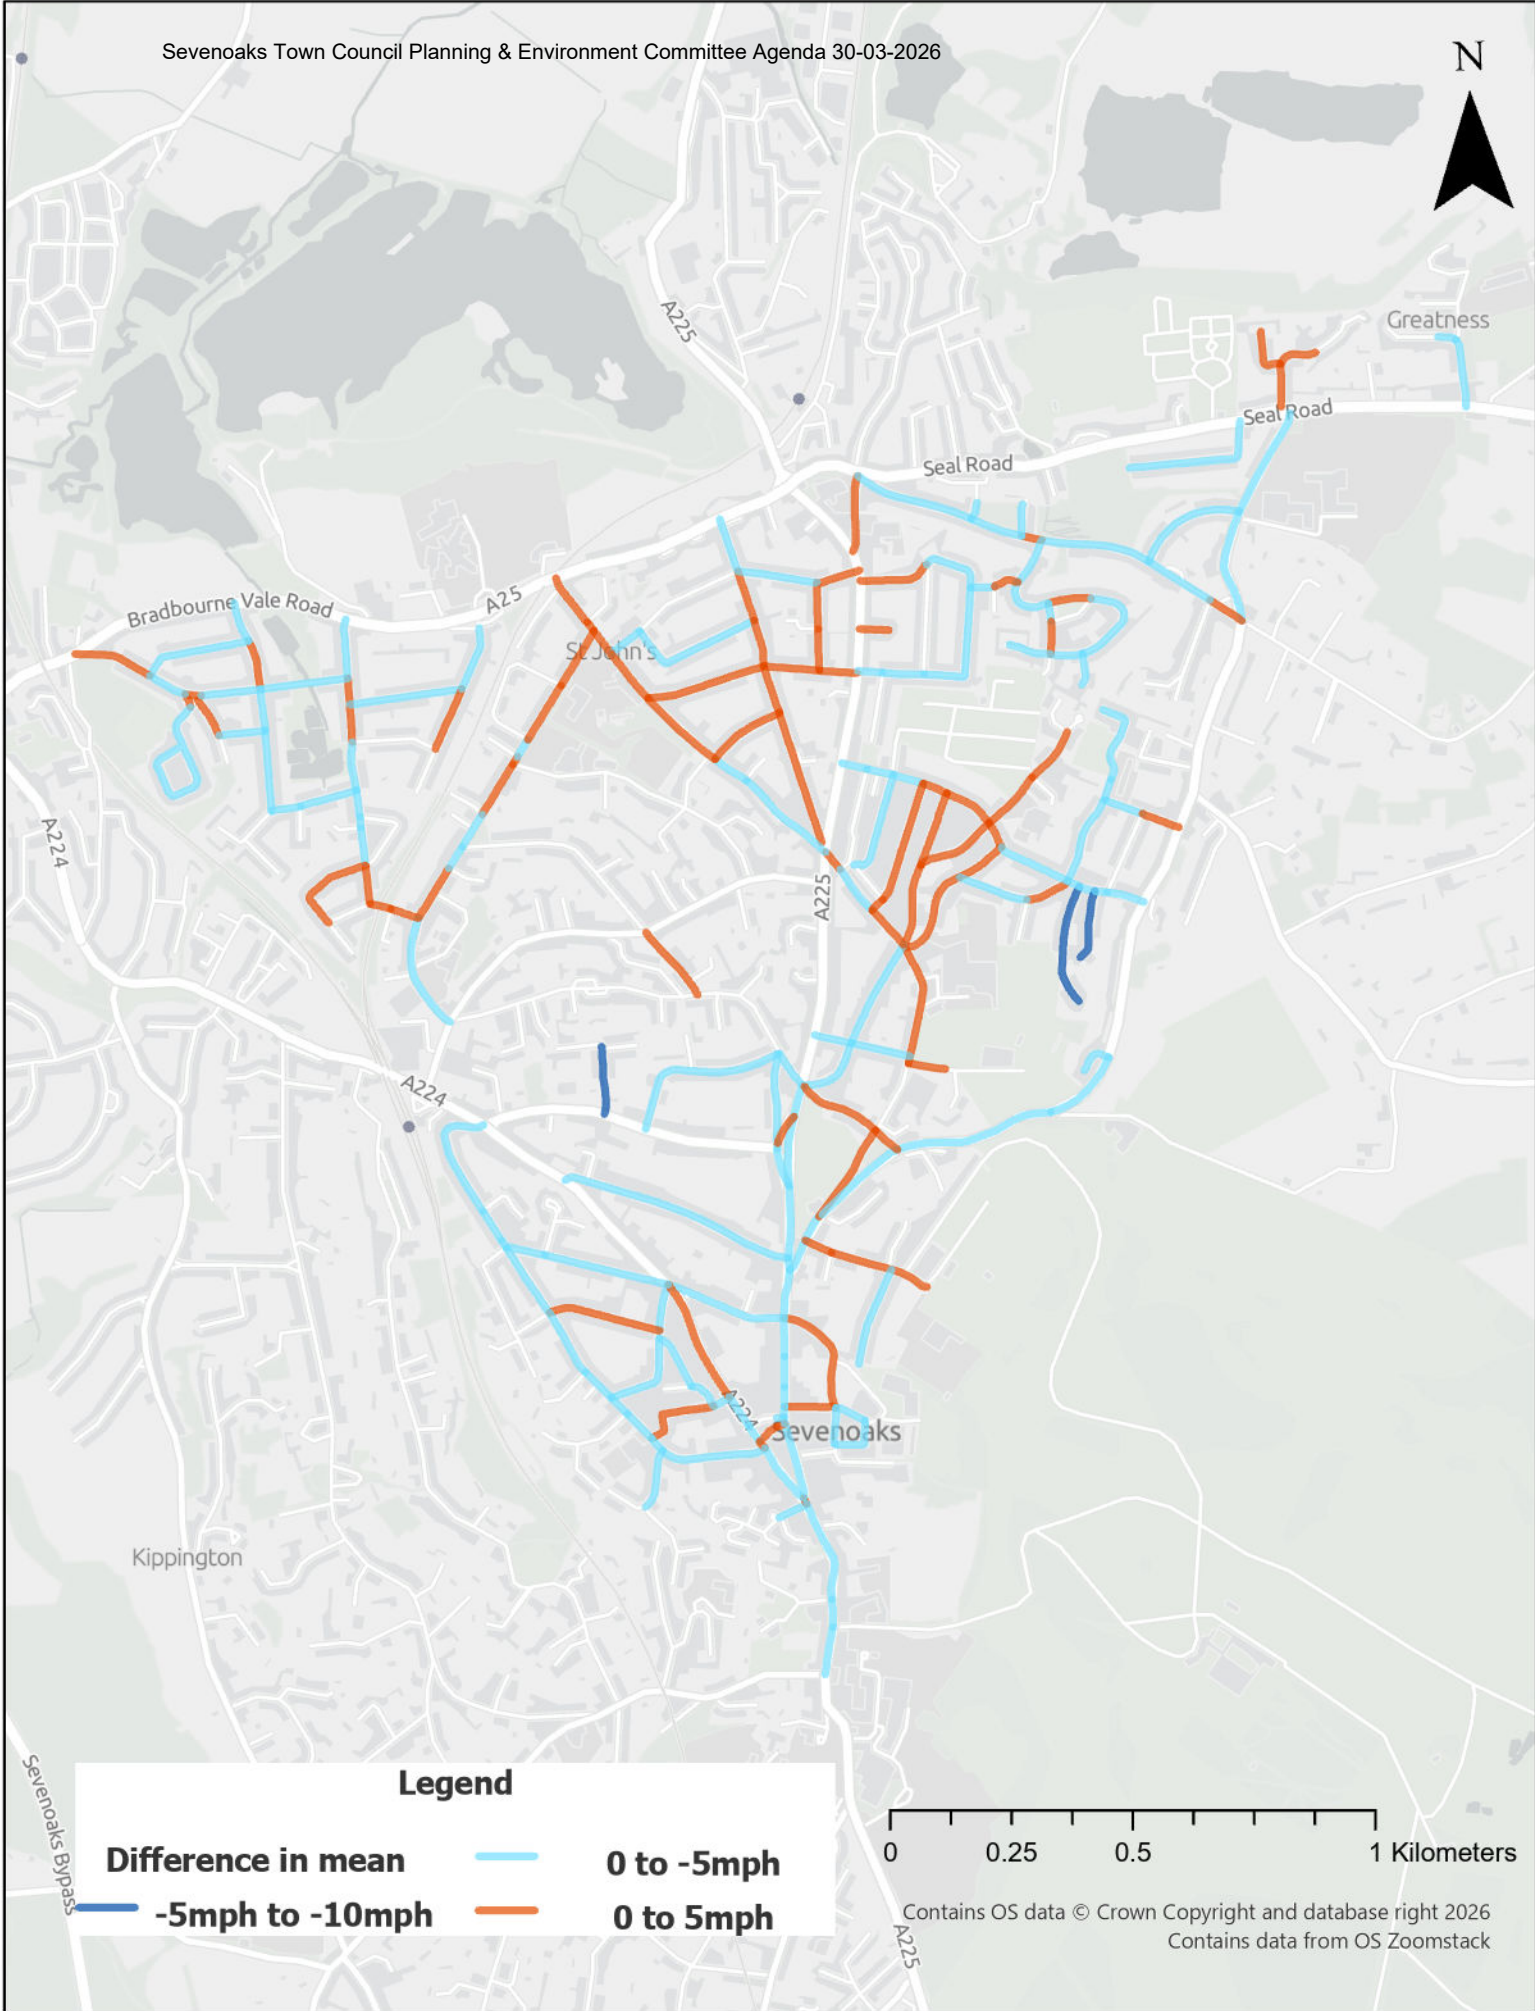 Sevenoaks Town Council Planning & Environment Committee Agenda 30-03-2026
N
A225
Greatness
Seal Road
Seal Road
A25
Bradbourne Vale Road
St John's
A224
A225
A224
A224
Sevenoaks
Kippington
Sevenoaks Bypass
Legend
Difference in mean
0 to -5mph
-5mph to -10mph
0 to 5mph
0 0.25 0.5 1 Kilometers
Contains OS data © Crown Copyright and database right 2026
Contains data from OS Zoomstack
A225